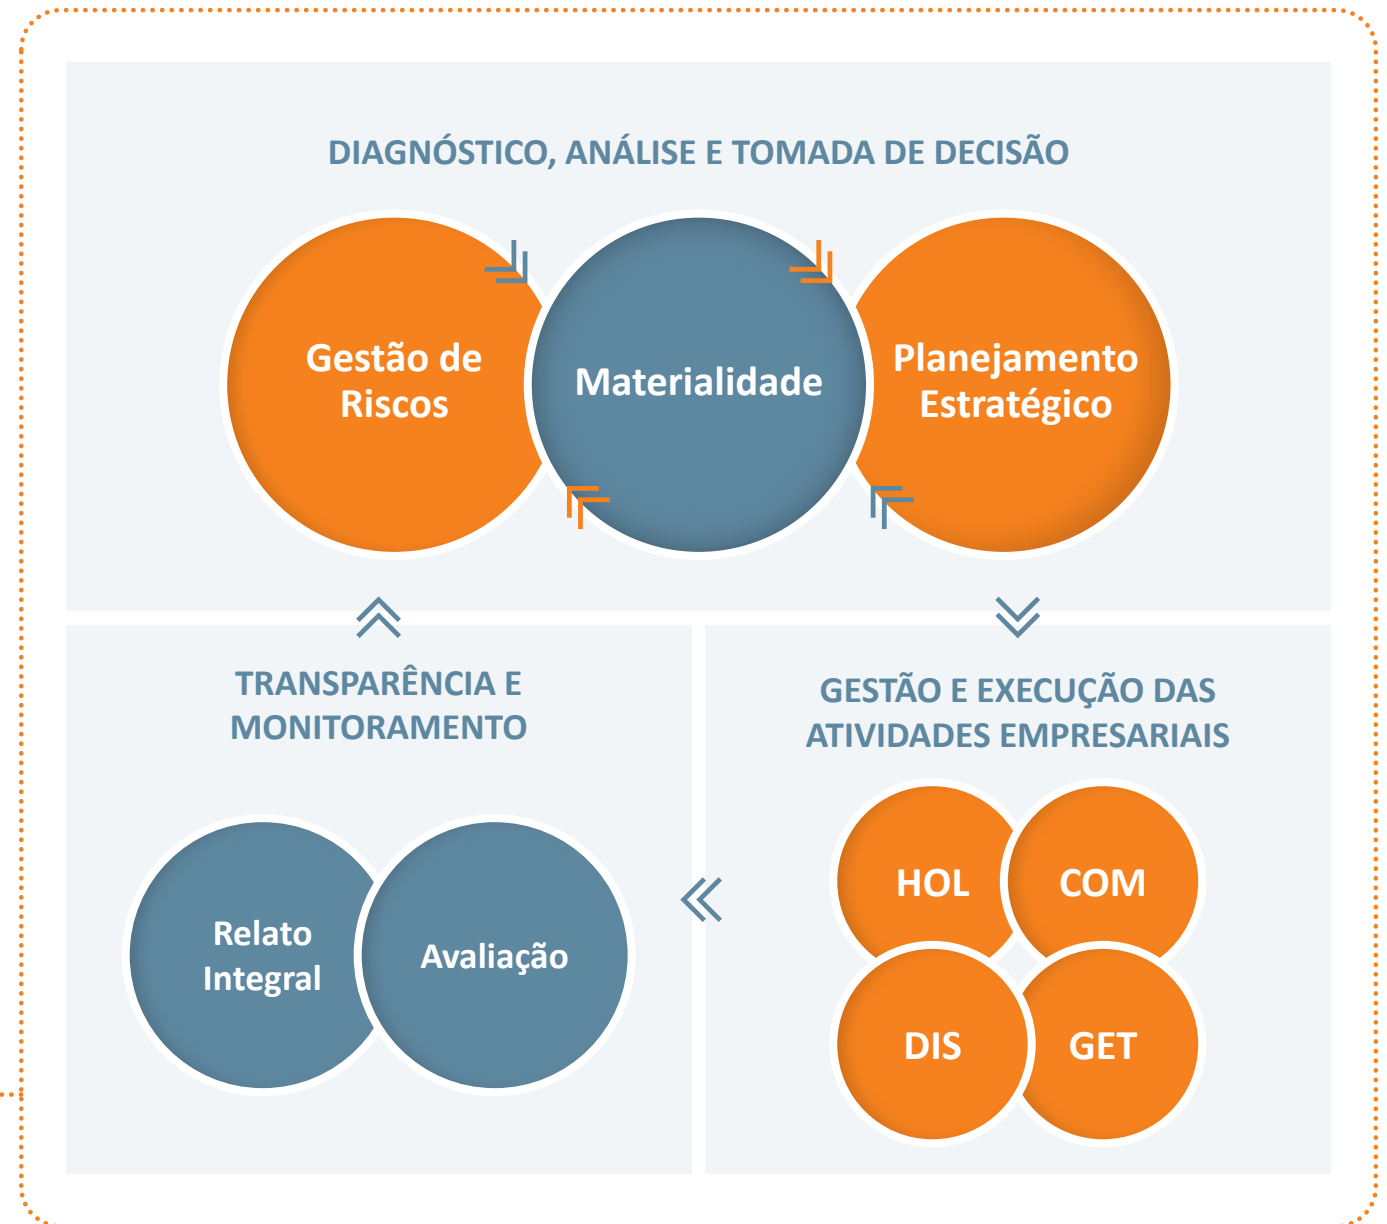 DIAGNÓSTICO, ANÁLISE E TOMADA DE DECISÃO
Gestão de
Riscos
Materialidade
Planejamento
Estratégico
TRANSPARÊNCIA E
MONITORAMENTO
Relato
Integral
Avaliação
GESTÃO E EXECUÇÃO DAS
ATIVIDADES EMPRESARIAIS
HOL
COM
DIS
GET